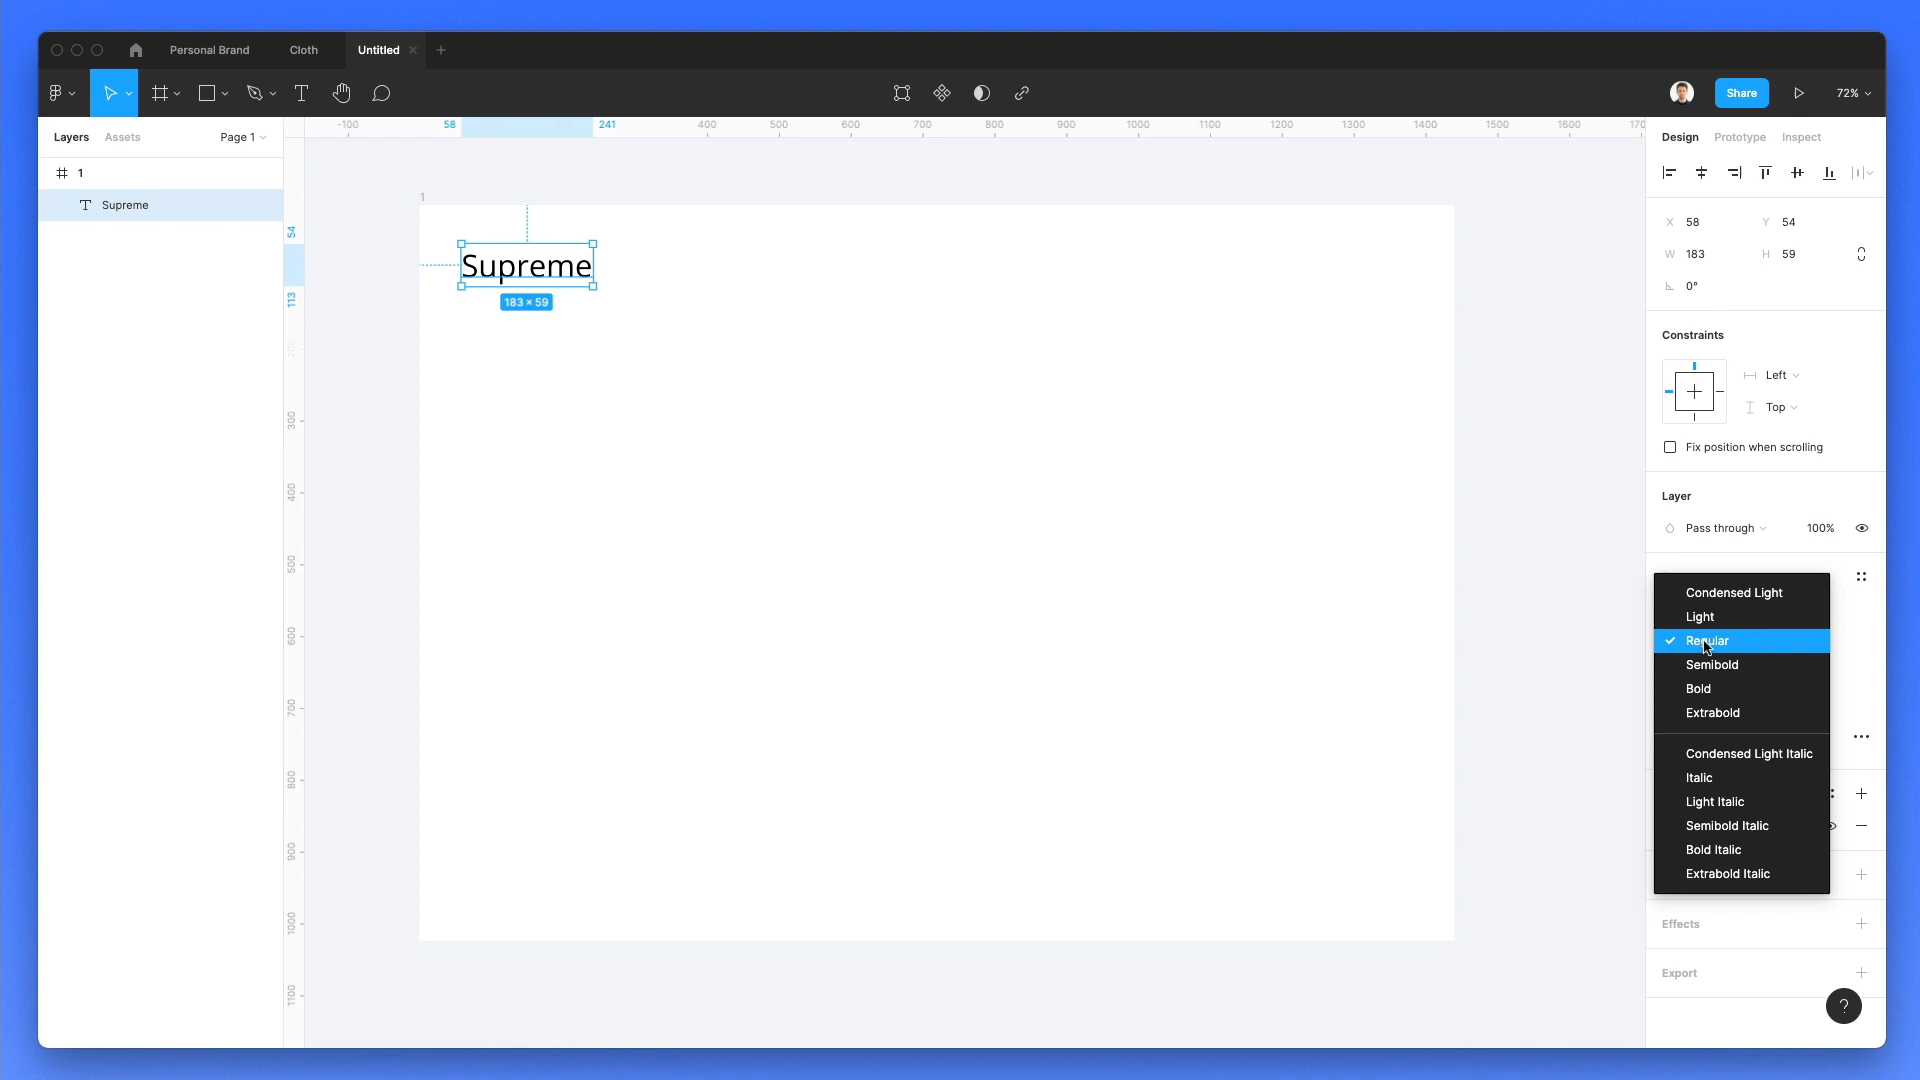 Personal Brand
Cloth
Untitled
Share
72%
Layers
Assets
Page 1
1
Supreme
-100
58
241
400
500
600
700
800
900
1000
1100
1200
1300
1400
1500
1600
54
113
200
300
400
500
600
700
800
900
1000
1100
1
Supreme
183 × 59
Design
Prototype
Inspect
X 58
Y 54
W 183
H 59
0°
Constraints
Left
Top
Fix position when scrolling
Layer
Pass through
100%
Condensed Light
Light
Regular
Semibold
Bold
Extrabold
Condensed Light Italic
Italic
Light Italic
Semibold Italic
Bold Italic
Extrabold Italic
Effects
Export
?